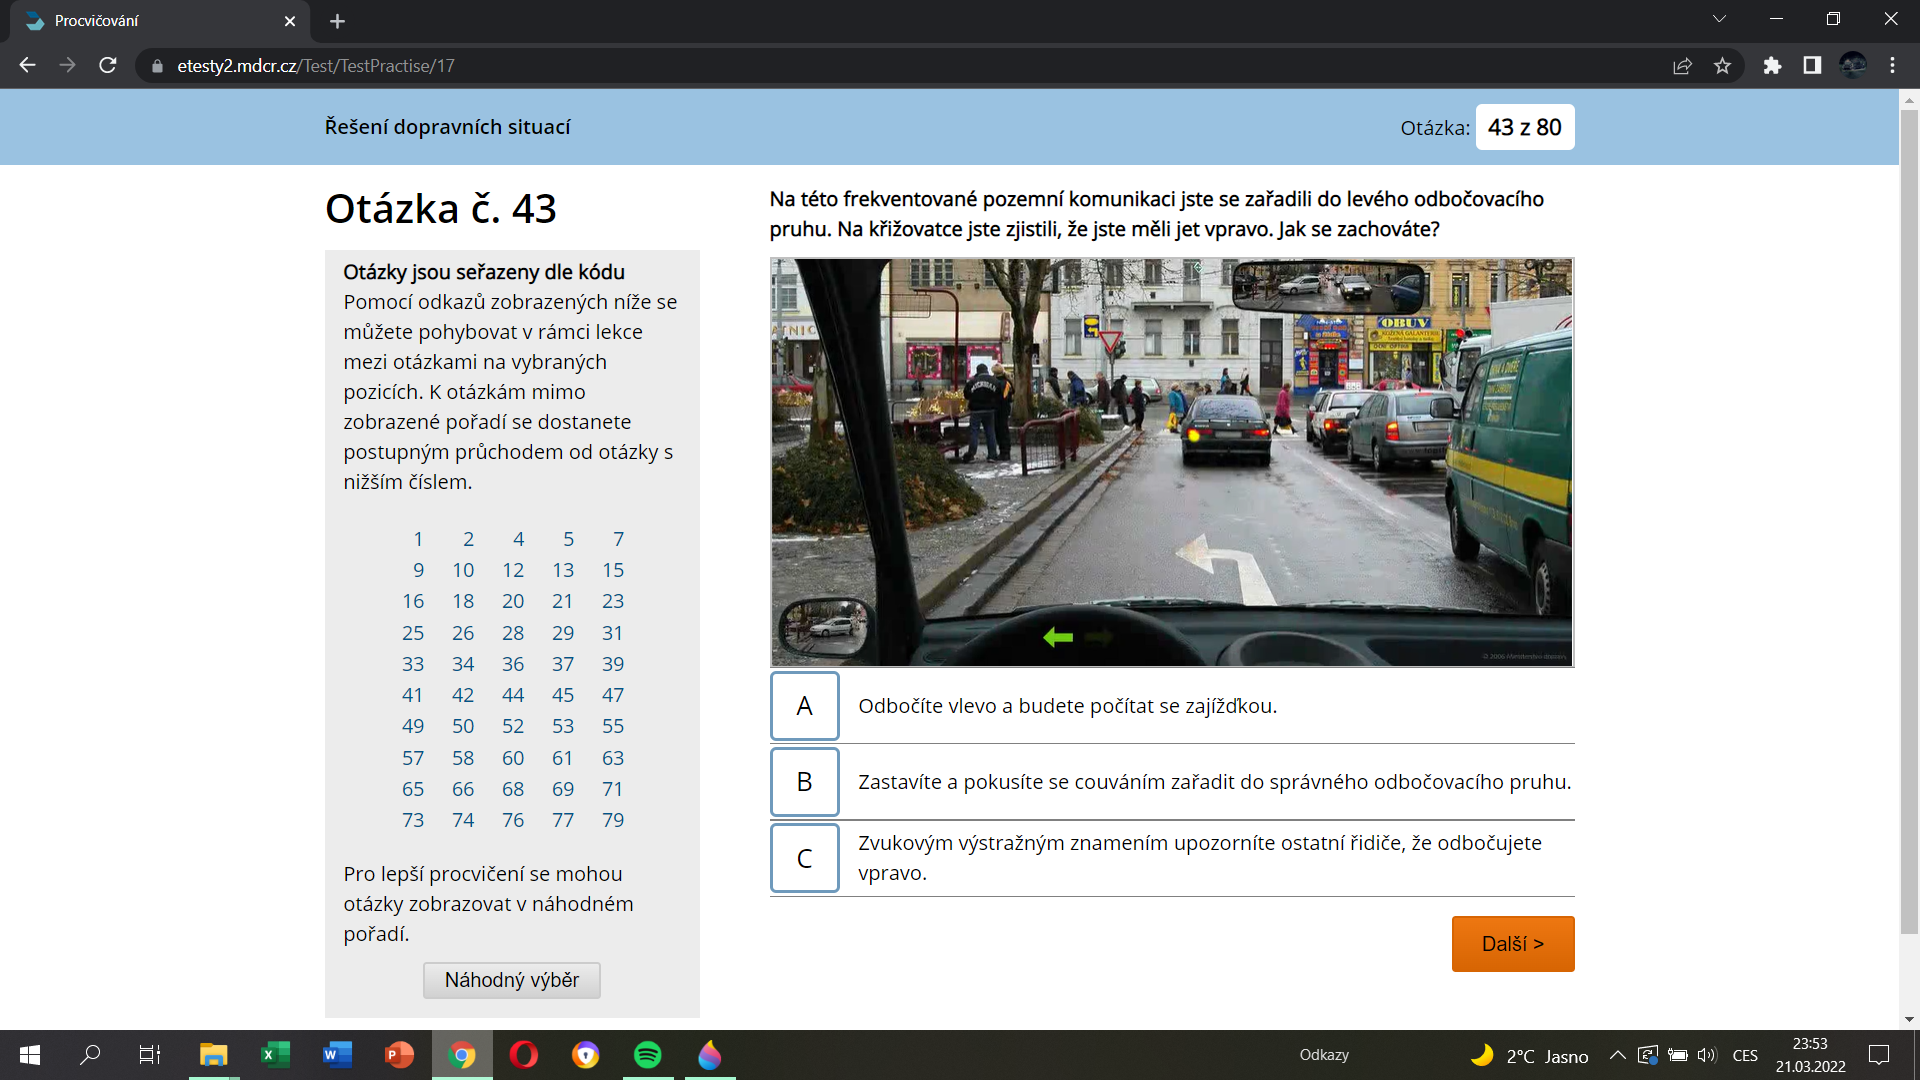 Procvičování
etesty2.mdcr.cz/Test/TestPractise/17
Řešení dopravních situací
Otázka: 43 z 80
Otázka č. 43
Otázky jsou seřazeny dle kódu
Pomocí odkazů zobrazených níže se
můžete pohybovat v rámci lekce
mezi otázkami na vybraných
pozicích. K otázkám mimo
zobrazené pořadí se dostanete
postupným průchodem od otázky s
nižším číslem.
1 2 4 5 7
9 10 12 13 15
16 18 20 21 23
25 26 28 29 31
33 34 36 37 39
41 42 44 45 47
49 50 52 53 55
57 58 60 61 63
65 66 68 69 71
73 74 76 77 79
Pro lepší procvičení se mohou
otázky zobrazovat v náhodném
pořadí.
Náhodný výběr
Na této frekventované pozemní komunikaci jste se zařadili do levého odbočovacího
pruhu. Na křižovatce jste zjistili, že jste měli jet vpravo. Jak se zachováte?
OBUV
© 2006 Ministerstvo dopravy
A Odbočíte vlevo a budete počítat se zajížďkou.
B Zastavíte a pokusíte se couváním zařadit do správného odbočovacího pruhu.
C Zvukovým výstražným znamením upozorníte ostatní řidiče, že odbočujete
vpravo.
Další >
Odkazy
2°C Jasno
CES
23:53
21.03.2022